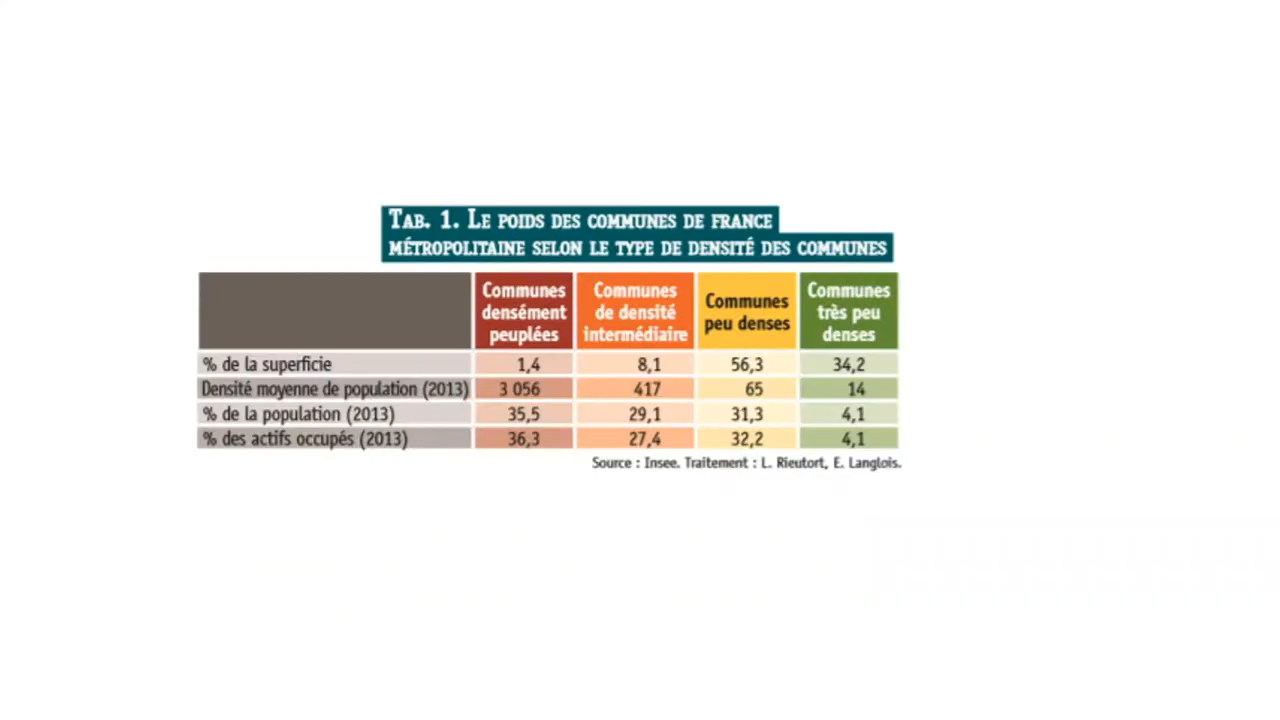 TAB. 1. LE POIDS DES COMMUNES DE FRANCE
MÉTROPOLITAINE SELON LE TYPE DE DENSITÉ DES COMMUNES
Communes densément peuplées Communes de densité intermédiaire Communes peu denses Communes très peu denses
% de la superficie 1,4 8,1 56,3 34,2
Densité moyenne de population (2013) 3 056 417 65 14
% de la population (2013) 35,5 29,1 31,3 4,1
% des actifs occupés (2013) 36,3 27,4 32,2 4,1
Source : Insee. Traitement : L. Rieutort, E. Langlois.